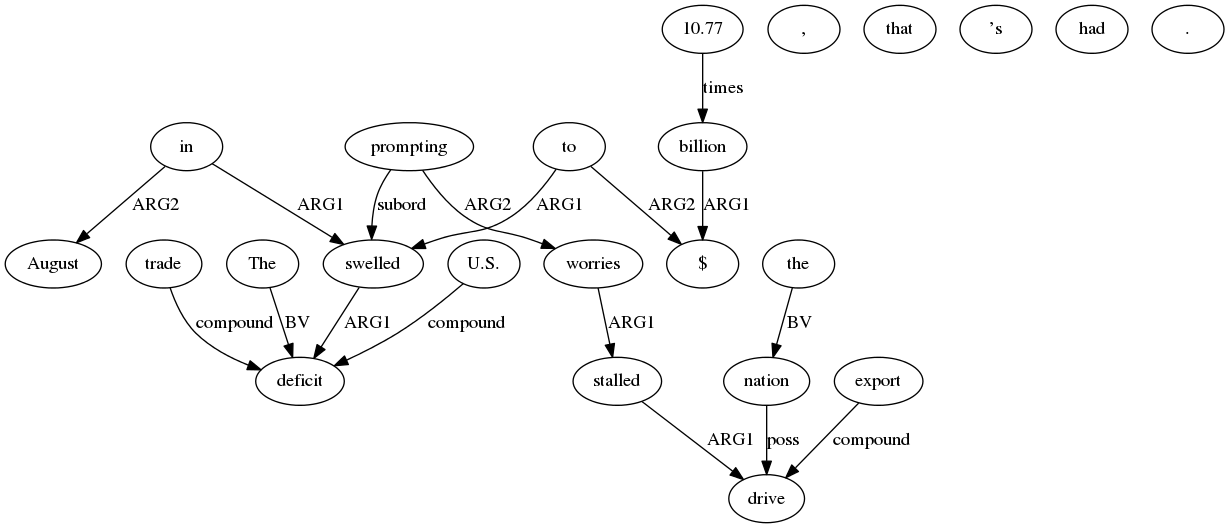 10.77 , that ’s had .
times
in prompting to billion
ARG2 ARG1 subord ARG2 ARG1 ARG2 ARG1
August trade The swelled U.S. worries $ the
compound BV ARG1 compound ARG1 BV
deficit stalled nation export
ARG1 poss compound
drive